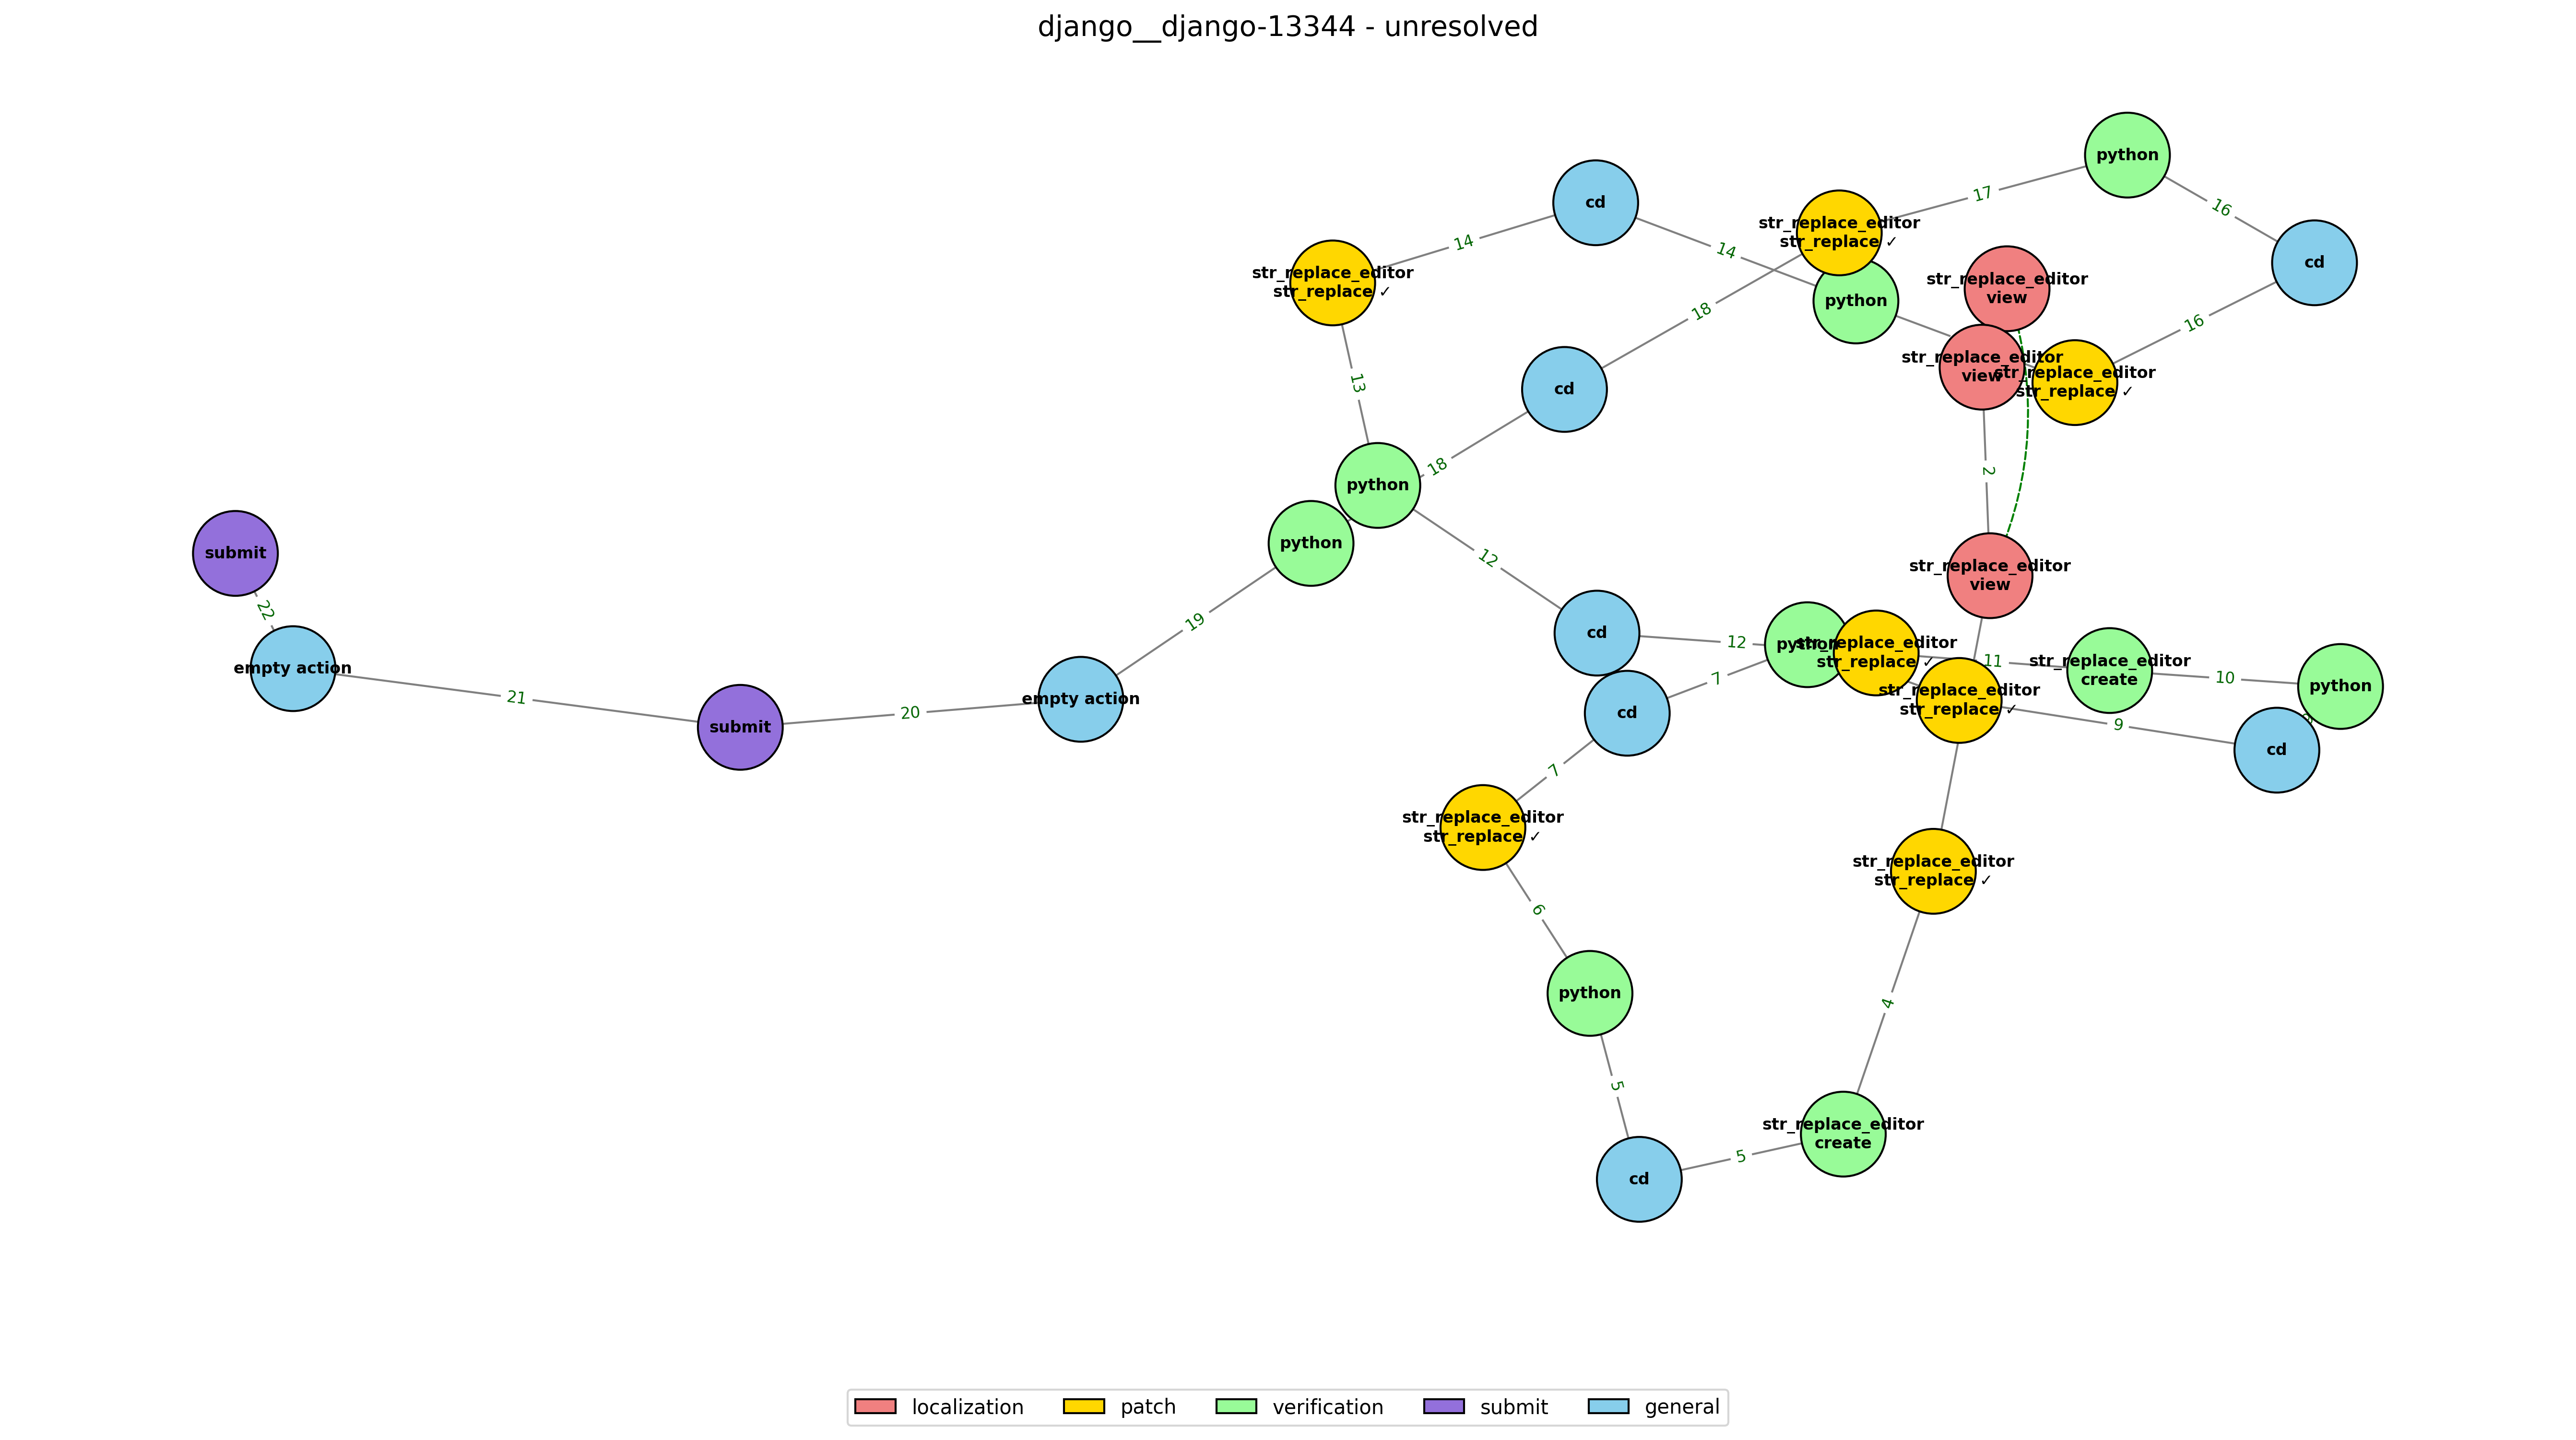 django__django-13344 - unresolved
python
cd
17
16
str_replace_editor
str_replace ✓
14
14
cd
str_replace_editor
str_replace ✓
str_replace_editor
view
python
18
16
str_replace_editor
view
str_replace_editor
str_replace ✓
13
cd
18
2
python
python
submit
12
str_replace_editor
view
22
19
cd
12
python
str_replace_editor
str_replace ✓
11
str_replace_editor
create
10
python
empty action
empty action
7
str_replace_editor
str_replace ✓
21
20
submit
cd
9
cd
7
str_replace_editor
str_replace ✓
str_replace_editor
str_replace ✓
6
python
4
5
str_replace_editor
create
5
cd
localization
patch
verification
submit
general